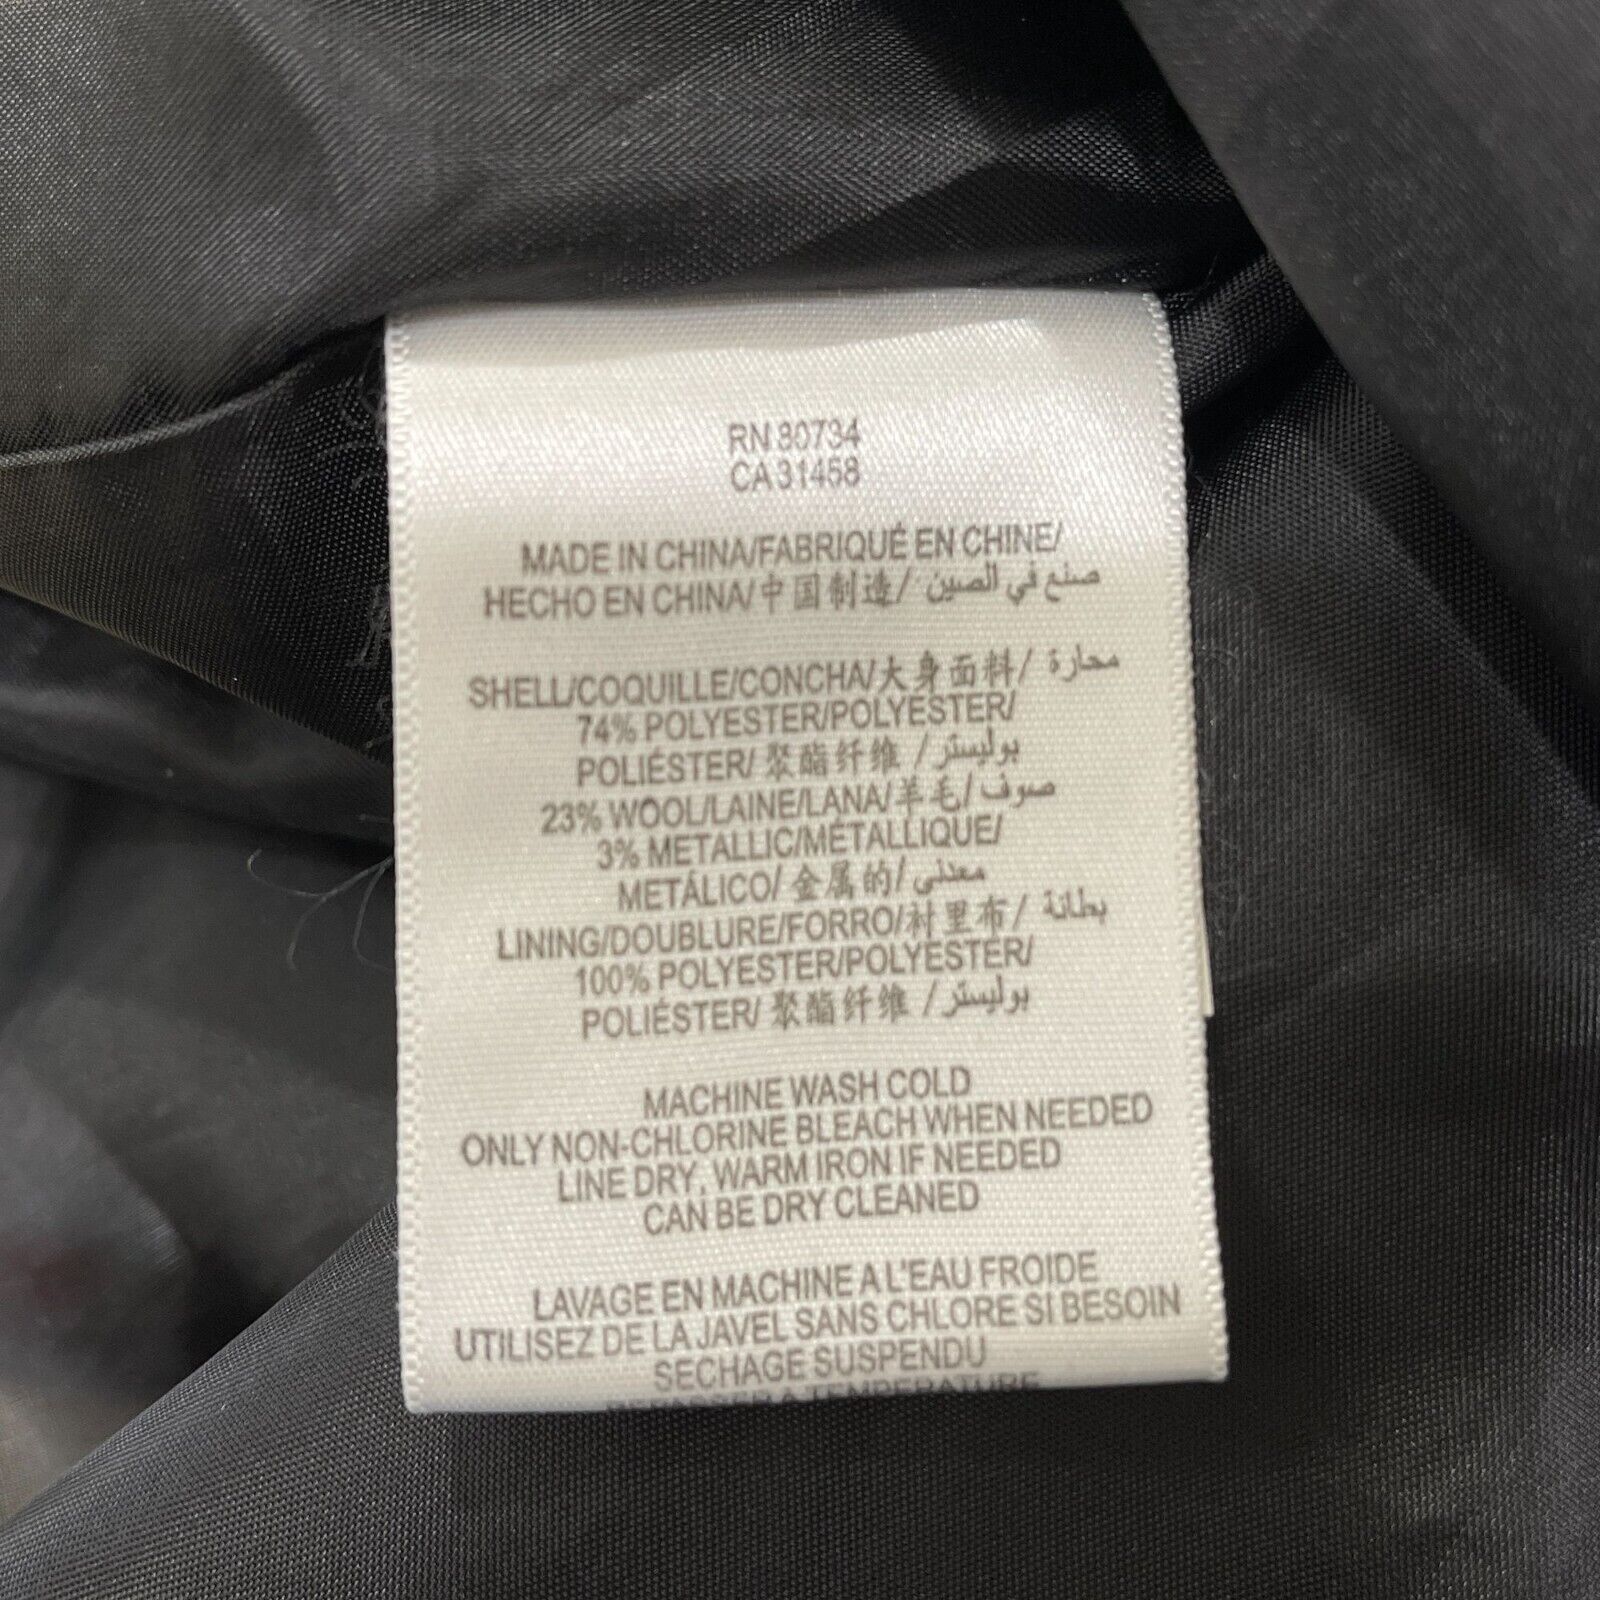 RN 80734
CA 31458
MADE IN CHINA/FABRIQUÉ EN CHINE/
HECHO EN CHINA/中国制造/ صنع في الصين
SHELL/COQUILLE/CONCHA/大身面料/ محارة
74% POLYESTER/POLYESTER/
POLIÉSTER/ 聚酯纤维 / بوليستر
23% WOOL/LAINE/LANA/羊毛/ صوف
3% METALLIC/MÉTALLIQUE/
METÁLICO/ 金属的/ معدني
LINING/DOUBLURE/FORRO/衬里布/ بطانة
100% POLYESTER/POLYESTER/
POLIÉSTER/ 聚酯纤维 / بوليستر
MACHINE WASH COLD
ONLY NON-CHLORINE BLEACH WHEN NEEDED
LINE DRY, WARM IRON IF NEEDED
CAN BE DRY CLEANED
LAVAGE EN MACHINE A L'EAU FROIDE
UTILISEZ DE LA JAVEL SANS CHLORE SI BESOIN
SECHAGE SUSPENDU
REPASSER A TEMPERATURE